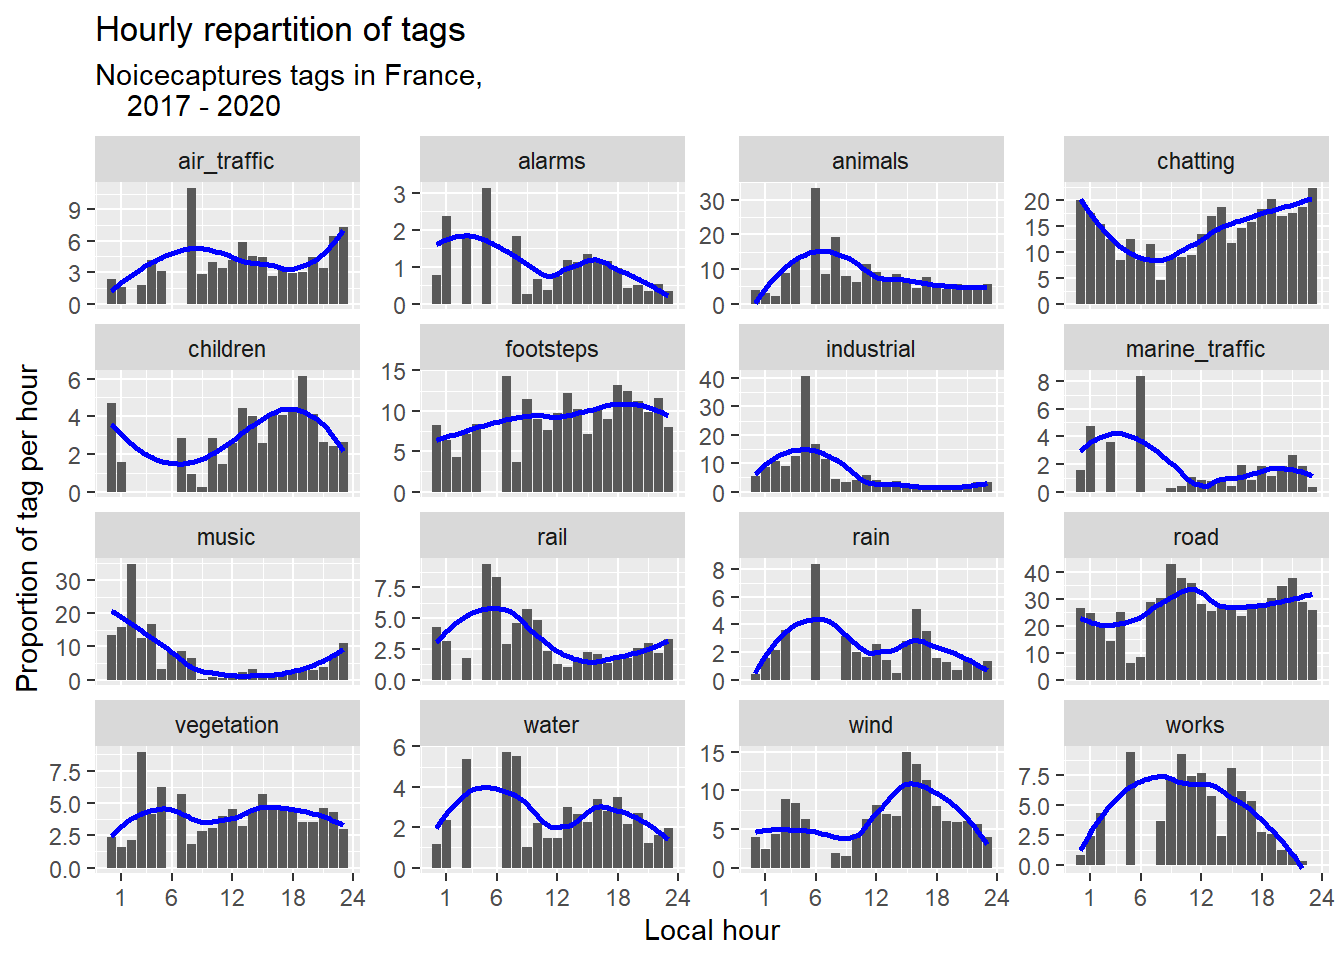 Hourly repartition of tags
Noicecaptures tags in France,
2017 - 2020
air_traffic alarms animals chatting
9 6 3 0
3 2 1 0
30 20 10 0
20 15 10 5 0
children footsteps industrial marine_traffic
6 4 2 0
15 10 5 0
40 30 20 10 0
8 6 4 2 0
music rail rain road
30 20 10 0
7.5 5.0 2.5 0.0
8 6 4 2 0
40 30 20 10 0
vegetation water wind works
7.5 5.0 2.5 0.0
6 4 2 0
15 10 5 0
7.5 5.0 2.5 0.0
1 6 12 18 24 1 6 12 18 24 1 6 12 18 24 1 6 12 18 24
Local hour
Proportion of tag per hour